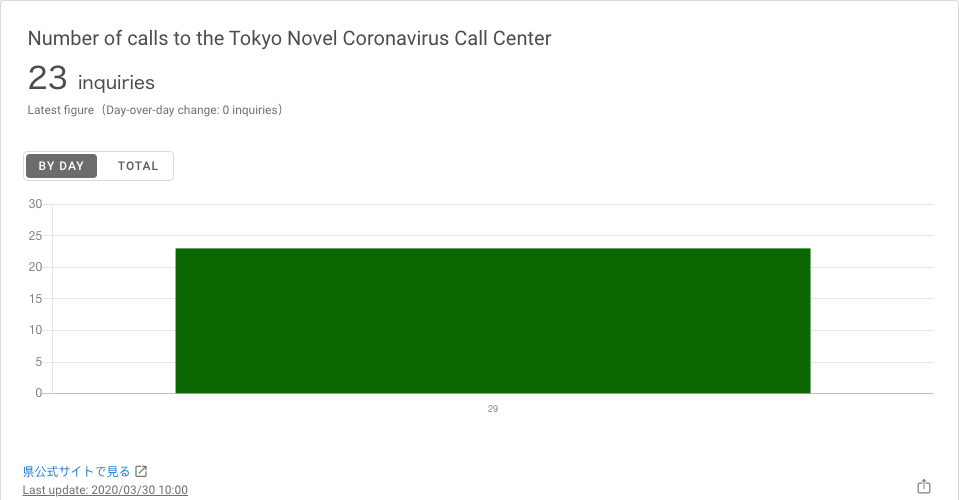 Number of calls to the Tokyo Novel Coronavirus Call Center
23 inquiries
Latest figure（Day-over-day change: 0 inquiries）
BY DAY TOTAL
30
25
20
15
10
5
0
29
県公式サイトで見る
Last update: 2020/03/30 10:00